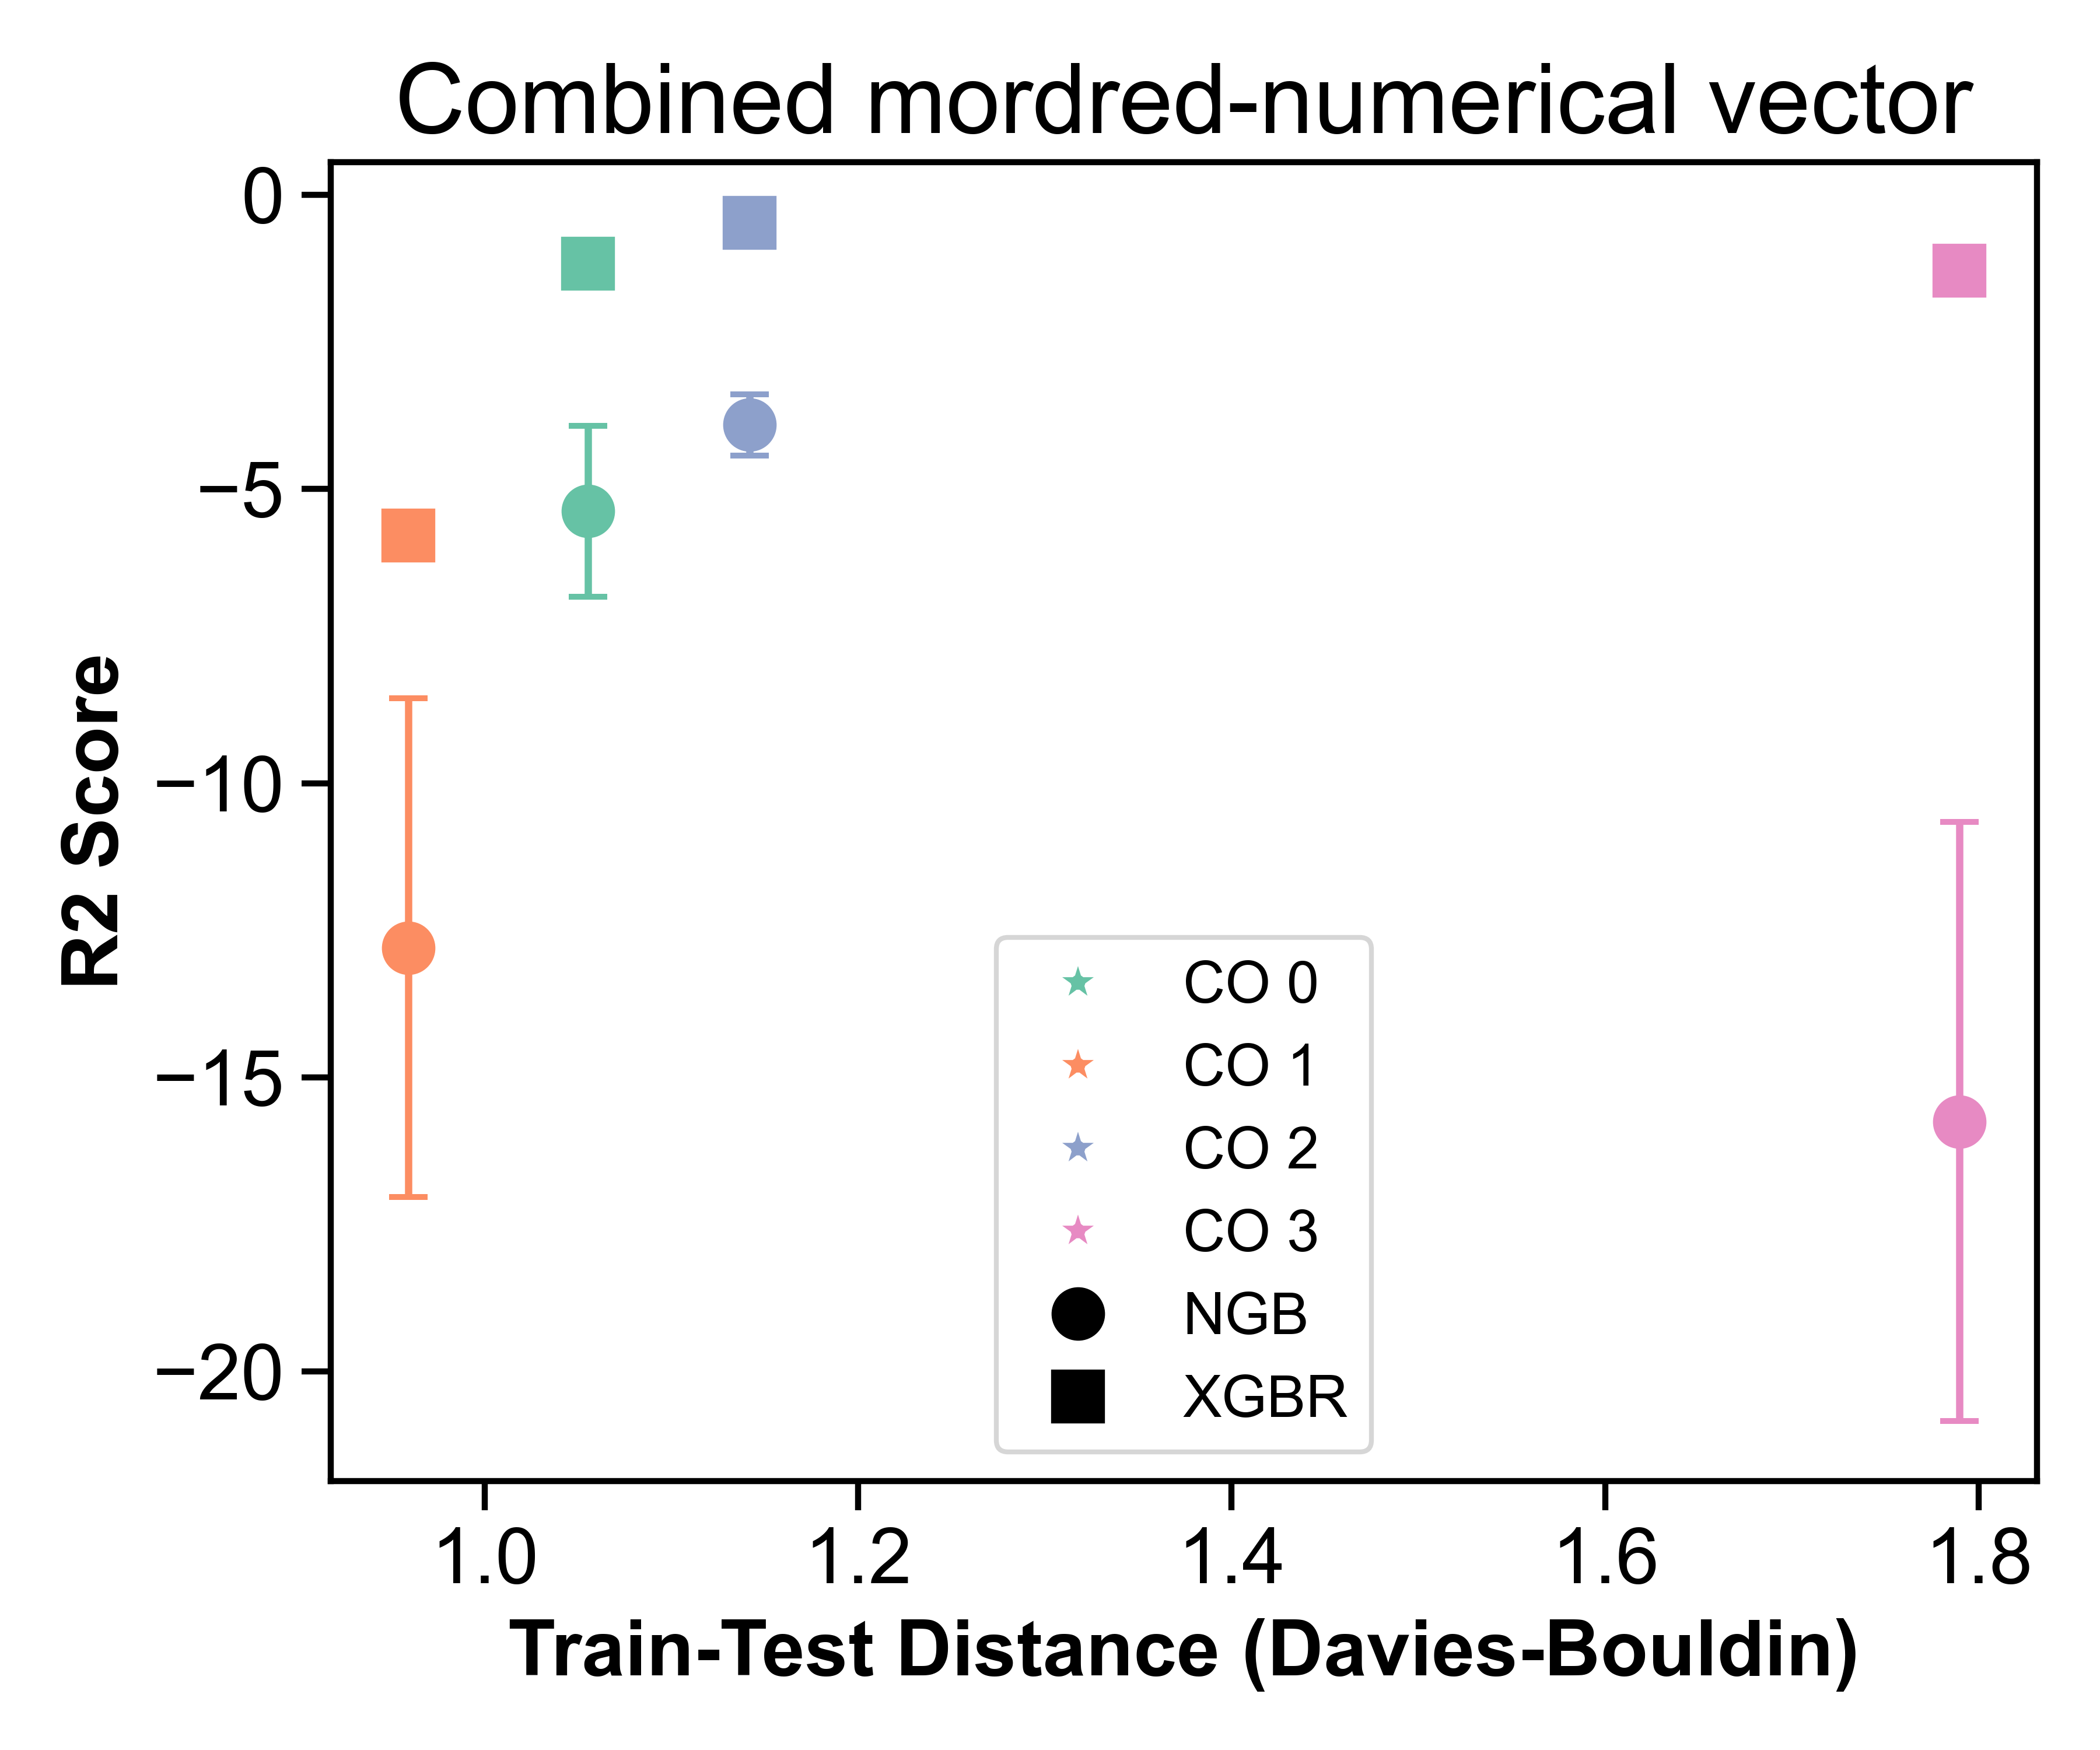 Combined mordred-numerical vector
0
−5
−10
−15
−20
R2 Score
CO 0
CO 1
CO 2
CO 3
NGB
XGBR
1.0 1.2 1.4 1.6 1.8
Train-Test Distance (Davies-Bouldin)